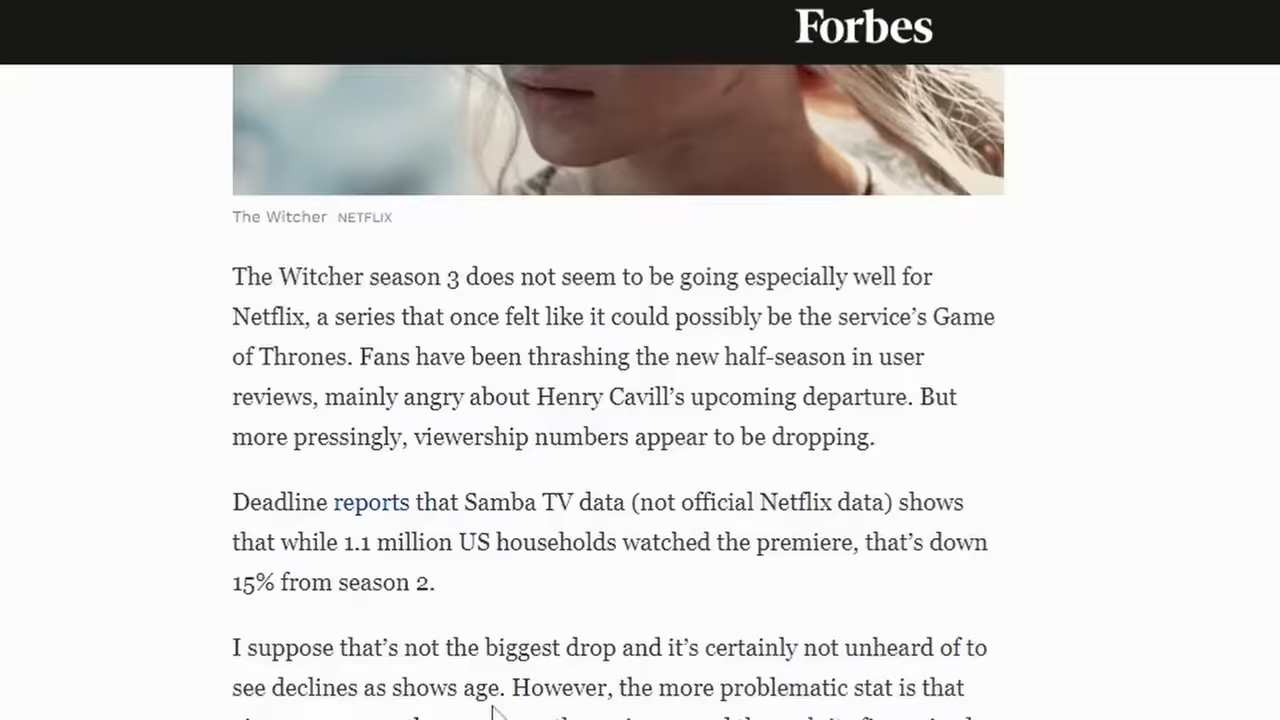 Forbes
The Witcher NETFLIX
The Witcher season 3 does not seem to be going especially well for
Netflix, a series that once felt like it could possibly be the service’s Game
of Thrones. Fans have been thrashing the new half-season in user
reviews, mainly angry about Henry Cavill’s upcoming departure. But
more pressingly, viewership numbers appear to be dropping.
Deadline reports that Samba TV data (not official Netflix data) shows
that while 1.1 million US households watched the premiere, that’s down
15% from season 2.
I suppose that’s not the biggest drop and it’s certainly not unheard of to
see declines as shows age. However, the more problematic stat is that